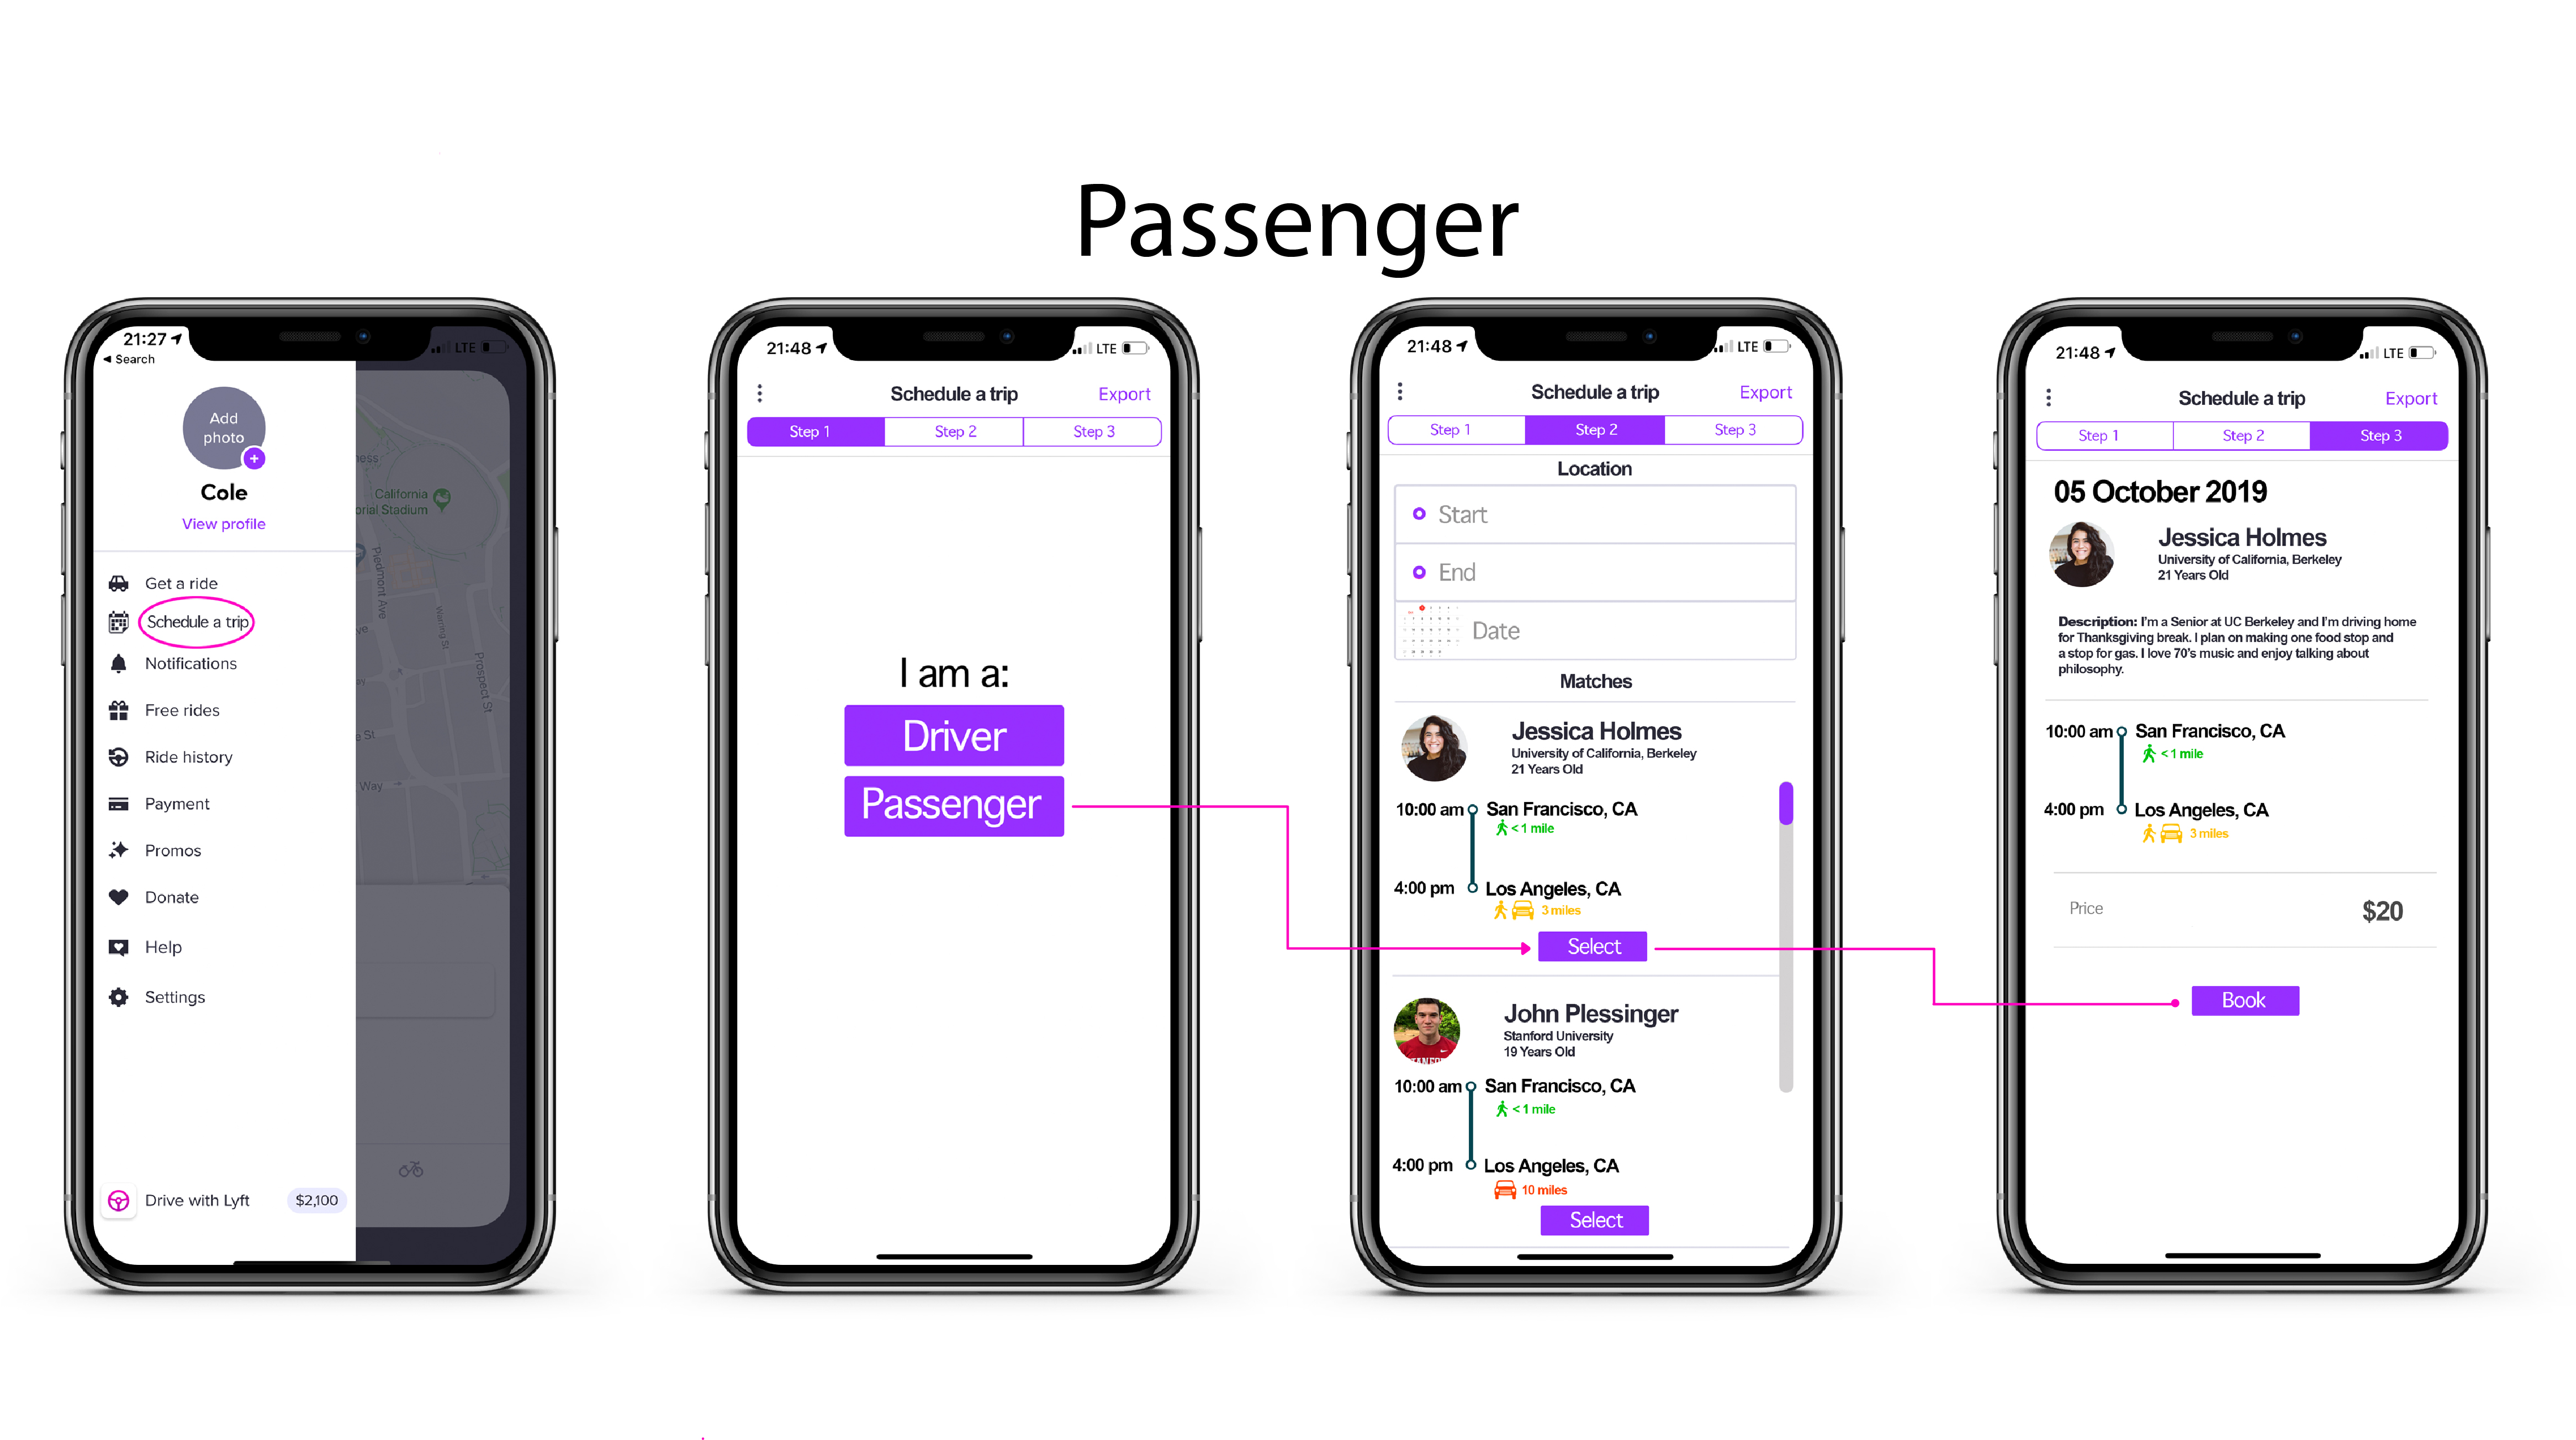 Passenger
21:27
LTE
Search
Add
photo
Cole
View profile
Get a ride
Schedule a trip
Notifications
Free rides
Ride history
Payment
Promos
Donate
Help
Settings
Drive with Lyft
$2,100
California
orial Stadium
Piedmont Ave
Warring St
Prospect St
e St
Way
21:48
LTE
Schedule a trip
Export
Step 1
Step 2
Step 3
I am a:
Driver
Passenger
21:48
LTE
Schedule a trip
Export
Step 1
Step 2
Step 3
Location
Start
End
Date
Matches
Jessica Holmes
University of California, Berkeley
21 Years Old
10:00 am San Francisco, CA
< 1 mile
4:00 pm Los Angeles, CA
3 miles
Select
John Plessinger
Stanford University
19 Years Old
10:00 am San Francisco, CA
< 1 mile
4:00 pm Los Angeles, CA
10 miles
Select
21:48
LTE
Schedule a trip
Export
Step 1
Step 2
Step 3
05 October 2019
Jessica Holmes
University of California, Berkeley
21 Years Old
Description: I'm a Senior at UC Berkeley and I'm driving home
for Thanksgiving break. I plan on making one food stop and
a stop for gas. I love 70's music and enjoy talking about
philosophy.
10:00 am San Francisco, CA
< 1 mile
4:00 pm Los Angeles, CA
3 miles
Price
$20
Book